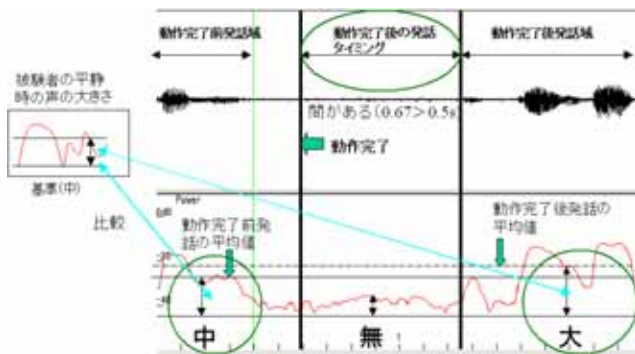 動作完了前発話域
動作完了後の発話
タイミング
動作完了後発話域
被験者の平静
時の声の大きさ
間がある(0.67>0.5s)
動作完了
基準(中)
比較
Power
動作完了前発
話の平均値
動作完了後発話の
平均値
中
無
大